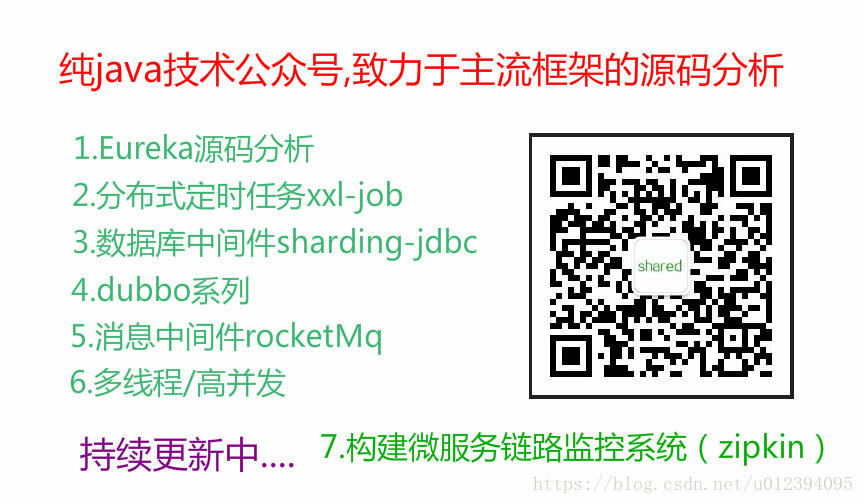 纯java技术公众号,致力于主流框架的源码分析
1.Eureka源码分析
2.分布式定时任务xxl-job
3.数据库中间件sharding-jdbc
4.dubbo系列
5.消息中间件rocketMq
6.多线程/高并发
shared
持续更新中....
7.构建微服务链路监控系统（zipkin）
https://blog.csdn.net/u012394095